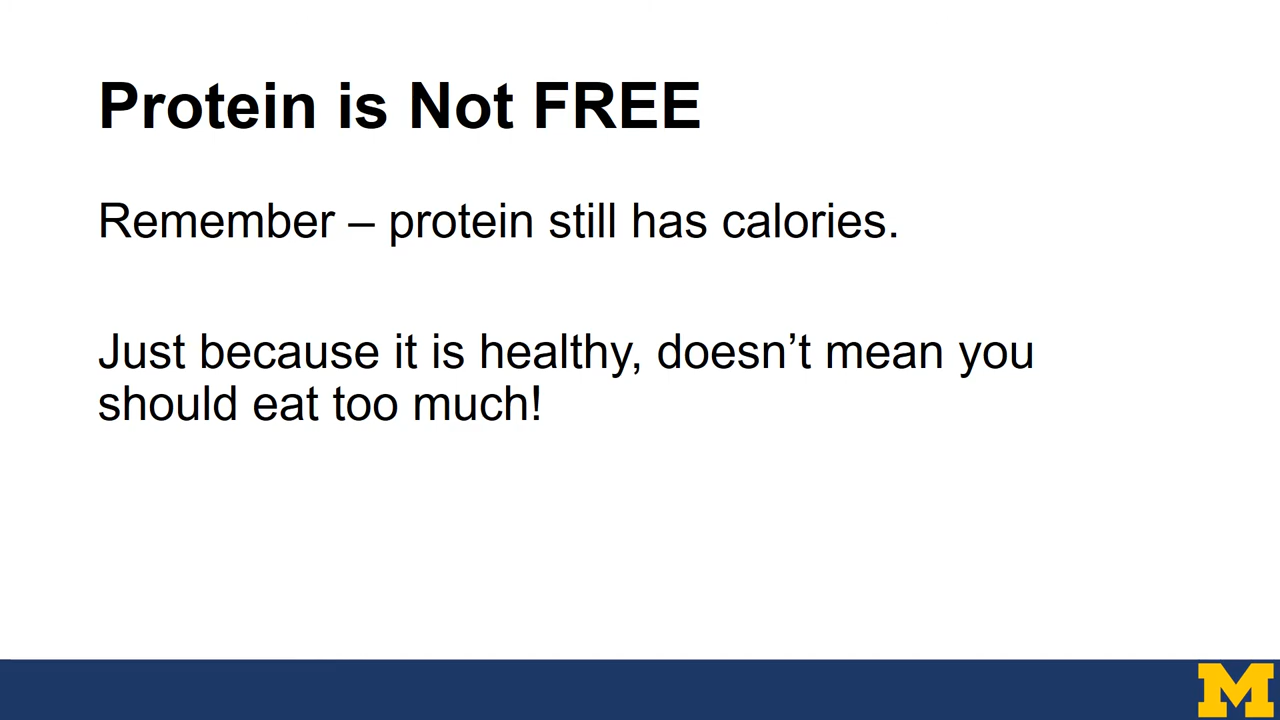 Protein is Not FREE
Remember – protein still has calories.
Just because it is healthy, doesn’t mean you
should eat too much!
M